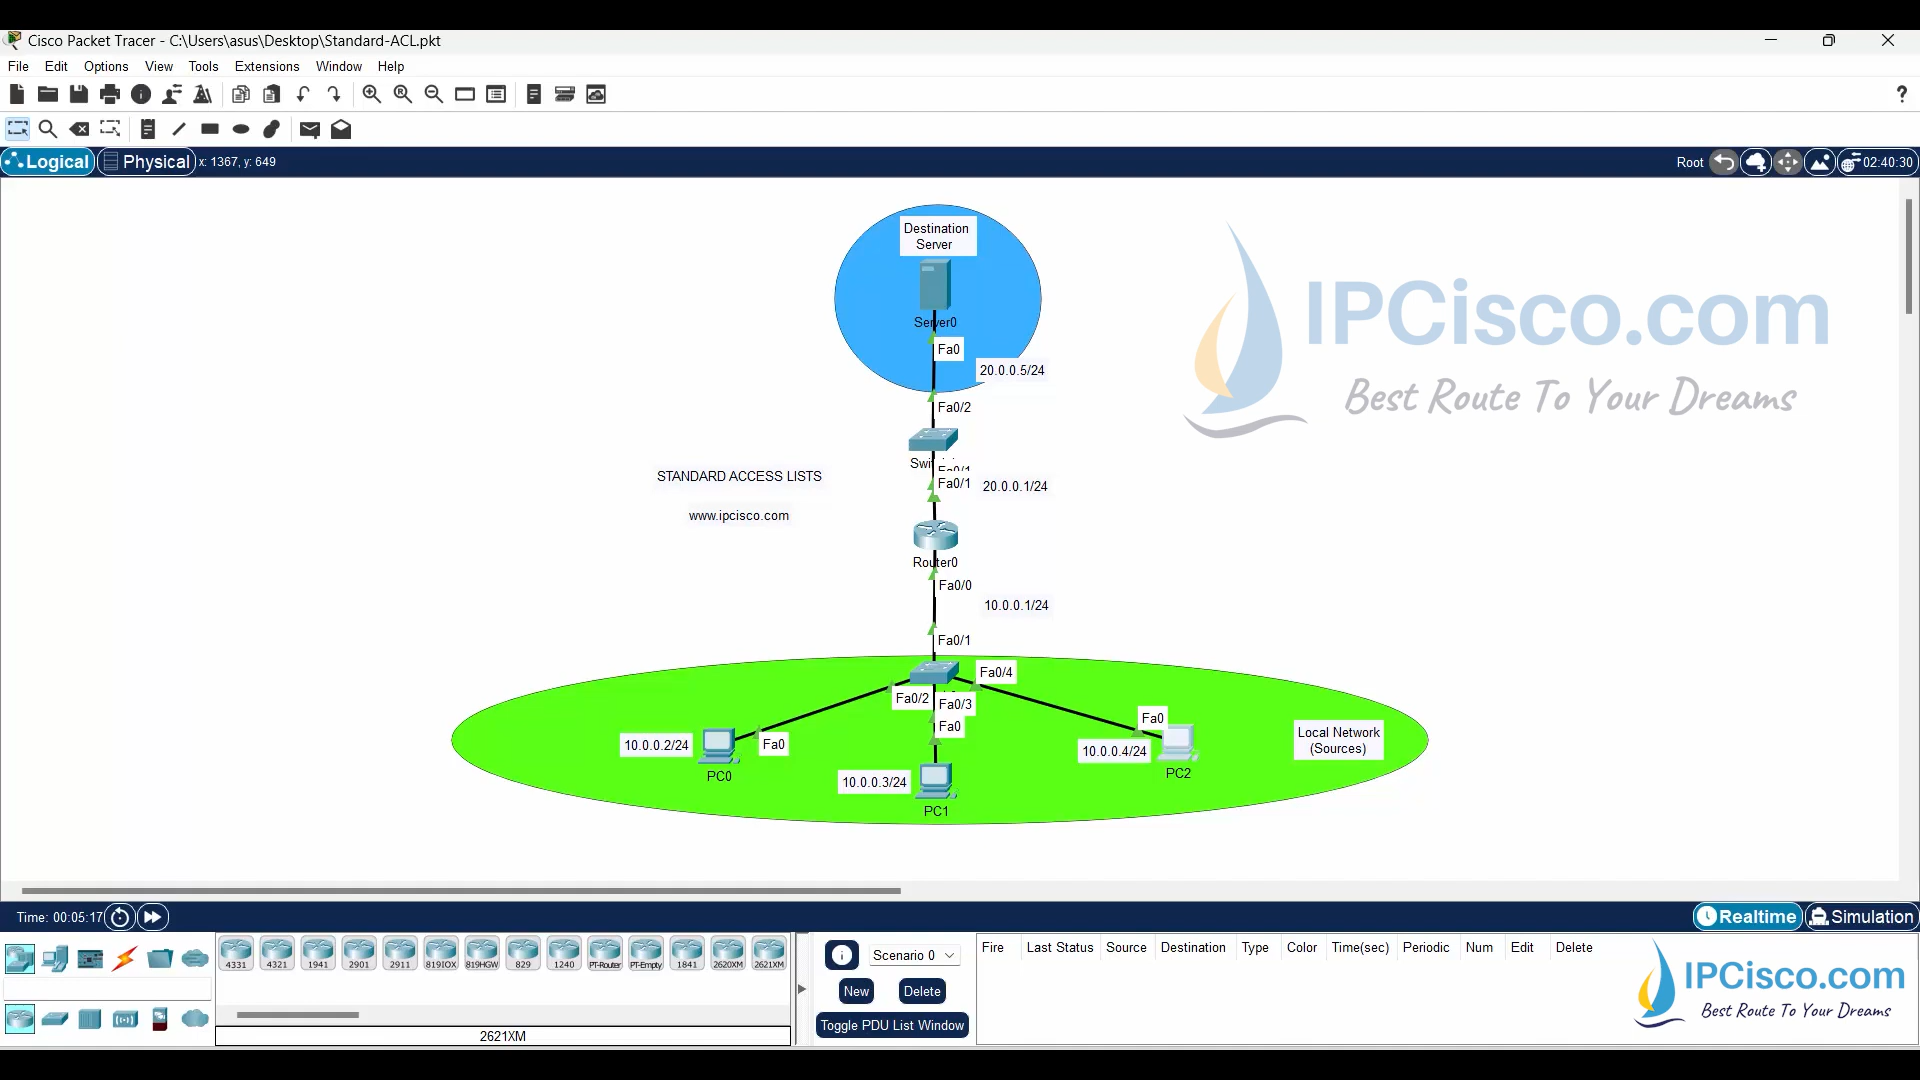 Cisco Packet Tracer - C:\Users\asus\Desktop\Standard-ACL.pkt
File Edit Options View Tools Extensions Window Help
?
Logical Physical x: 1367, y: 649 Root 02:40:30
Destination
Server
Server0
Fa0
20.0.0.5/24
Fa0/2
Fa0/1
20.0.0.1/24
STANDARD ACCESS LISTS
www.ipcisco.com
Router0
Fa0/0
10.0.0.1/24
Fa0/1
Fa0/4
Fa0/2
Fa0/3
Fa0
10.0.0.2/24
Fa0
PC0
10.0.0.3/24
PC1
Fa0
10.0.0.4/24
PC2
Local Network
(Sources)
IPCisco.com
Best Route To Your Dreams
Time: 00:05:17
Realtime Simulation
4331 4321 1941 2901 2911 819IOX 819HGW 829 1240 PT-Router PT-Empty 1841 2620XM 2621XM
2621XM
Scenario 0
New Delete
Toggle PDU List Window
Fire Last Status Source Destination Type Color Time(sec) Periodic Num Edit Delete
IPCisco.com
Best Route To Your Dreams